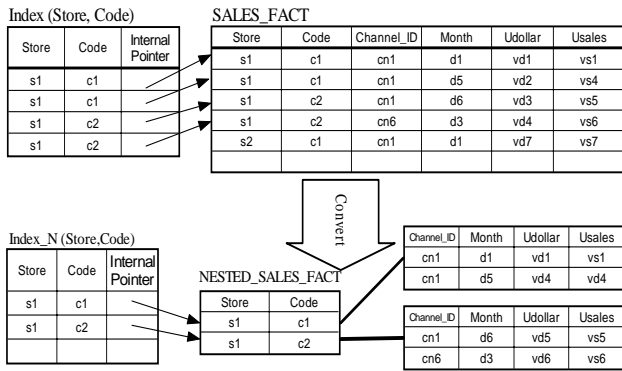 Index (Store, Code)
Store Code Internal Pointer
s1 c1
s1 c1
s1 c2
s1 c2
SALES_FACT
Store Code Channel_ID Month Udollar Usales
s1 c1 cn1 d1 vd1 vs1
s1 c1 cn1 d5 vd2 vs4
s1 c2 cn1 d6 vd3 vs5
s1 c2 cn6 d3 vd4 vs6
s2 c1 cn1 d1 vd7 vs7
Convert
Index_N (Store,Code)
Store Code Internal Pointer
s1 c1
s1 c2
NESTED_SALES_FACT
Store Code
s1 c1
s1 c2
Channel_ID Month Udollar Usales
cn1 d1 vd1 vs1
cn1 d5 vd4 vd4
Channel_ID Month Udollar Usales
cn1 d6 vd5 vs5
cn6 d3 vd6 vs6